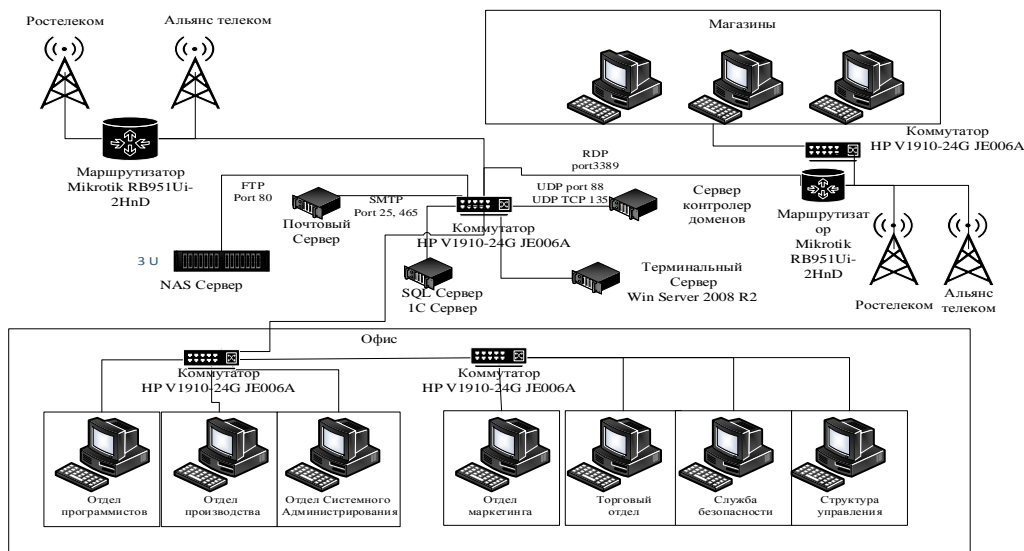 Ростелеком
Альянс телеком
Магазины
Маршрутизатор
Mikrotik RB951Ui-
2HnD
Коммутатор
HP V1910-24G JE006A
RDP
port3389
FTP
Port 80
SMTP
Port 25, 465
UDP port 88
UDP TCP 135
Почтовый
Сервер
Коммутатор
HP V1910-24G JE006A
Сервер
контролер
доменов
Маршрутизат
ор
Mikrotik
RB951Ui-
2HnD
3 U
NAS Сервер
SQL Сервер
1С Сервер
Терминальный
Сервер
Win Server 2008 R2
Ростелеком
Альянс
телеком
Офис
Коммутатор
HP V1910-24G JE006A
Коммутатор
HP V1910-24G JE006A
Отдел
программистов
Отдел
производства
Отдел Системного
Администрирования
Отдел
маркетинга
Торговый
отдел
Служба
безопасности
Структура
управления